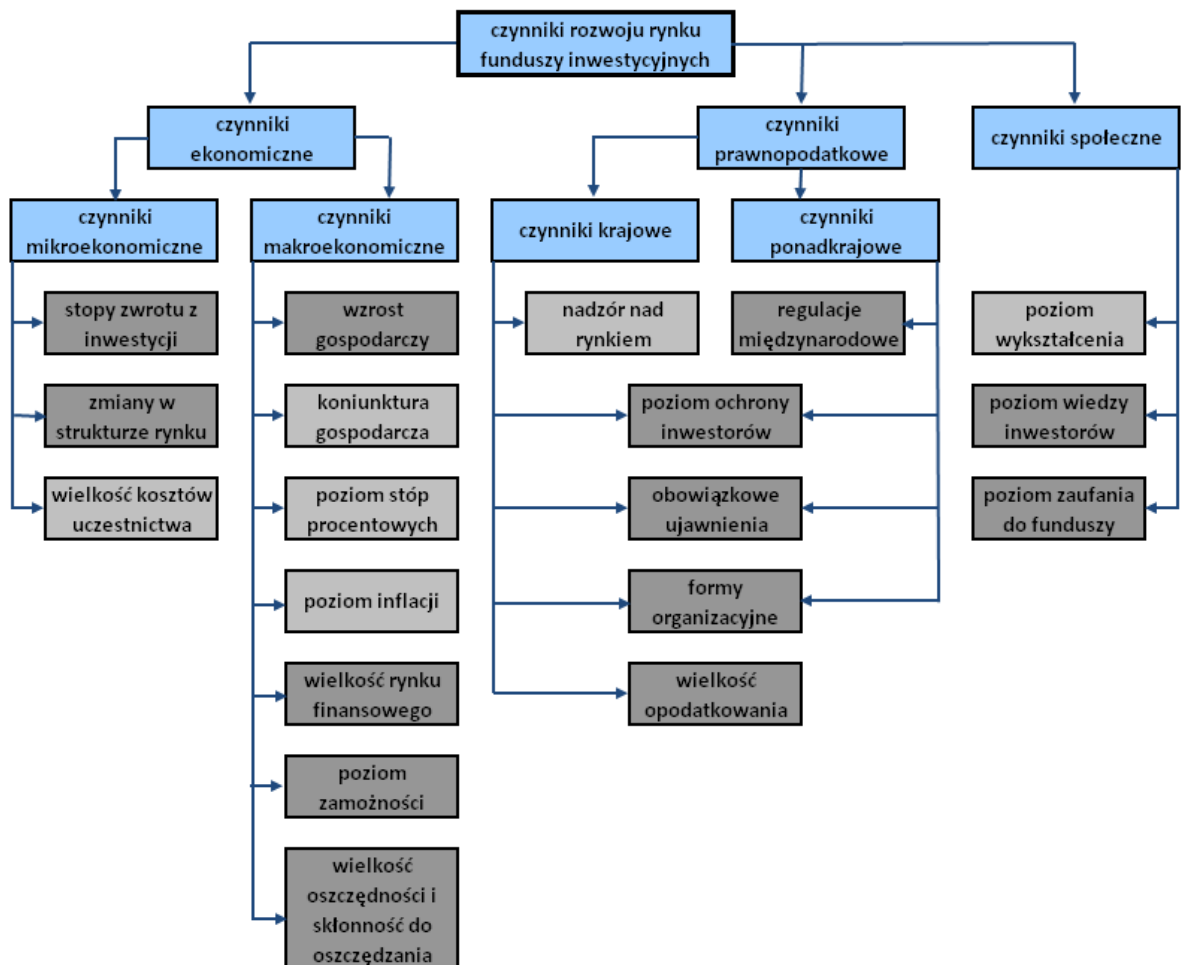 czynniki rozwoju rynku
funduszy inwestycyjnych
czynniki
ekonomiczne
czynniki
prawnopodatkowe
czynniki społeczne
czynniki
mikroekonomiczne
czynniki
makroekonomiczne
czynniki krajowe
czynniki
ponadkrajowe
stopy zwrotu z
inwestycji
wzrost
gospodarczy
nadzór nad
rynkiem
regulacje
międzynarodowe
poziom
wykształcenia
zmiany w
strukturze rynku
koniunktura
gospodarcza
poziom ochrony
inwestorów
poziom wiedzy
inwestorów
wielkość kosztów
uczestnictwa
poziom stóp
procentowych
obowiązkowe
ujawnienia
poziom zaufania
do funduszy
poziom inflacji
formy
organizacyjne
wielkość rynku
finansowego
wielkość
opodatkowania
poziom
zamożności
wielkość
oszczędności i
skłonność do
oszczędzania